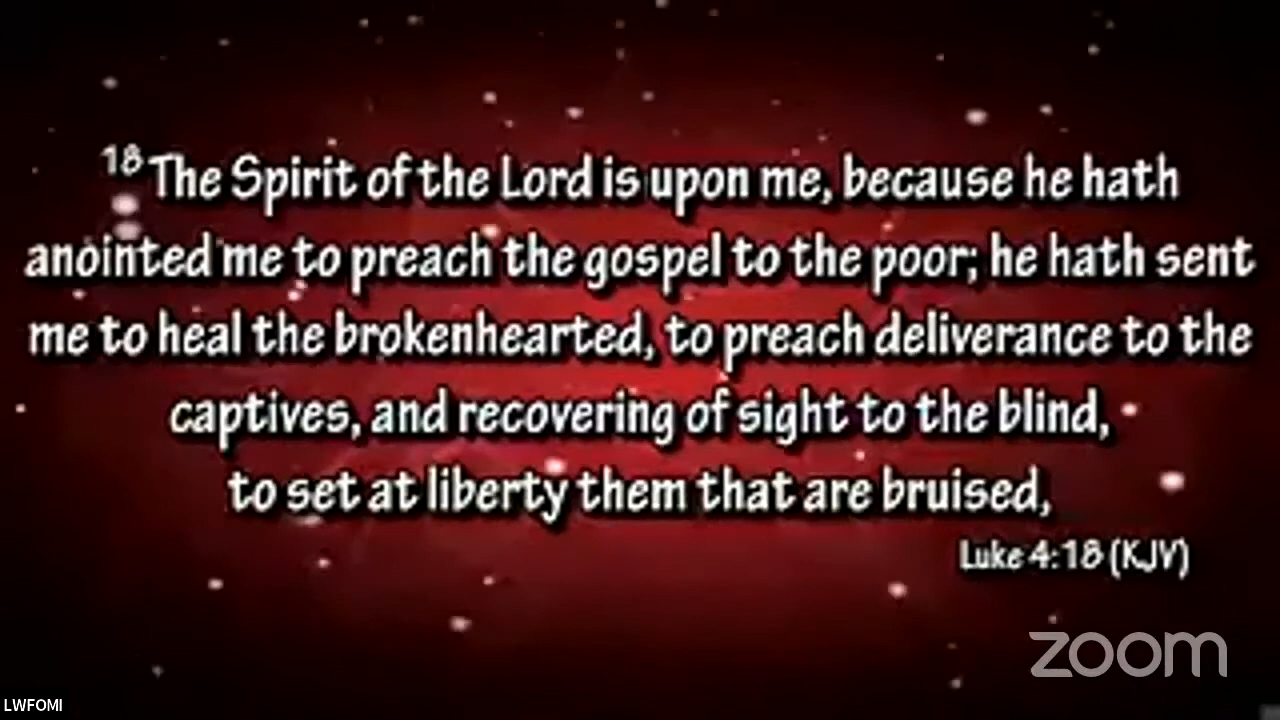 18 The Spirit of the Lord is upon me, because he hath
anointed me to preach the gospel to the poor; he hath sent
me to heal the brokenhearted, to preach deliverance to the
captives, and recovering of sight to the blind,
to set at liberty them that are bruised,
Luke 4:18 (KJV)
zoom
LWFOMI